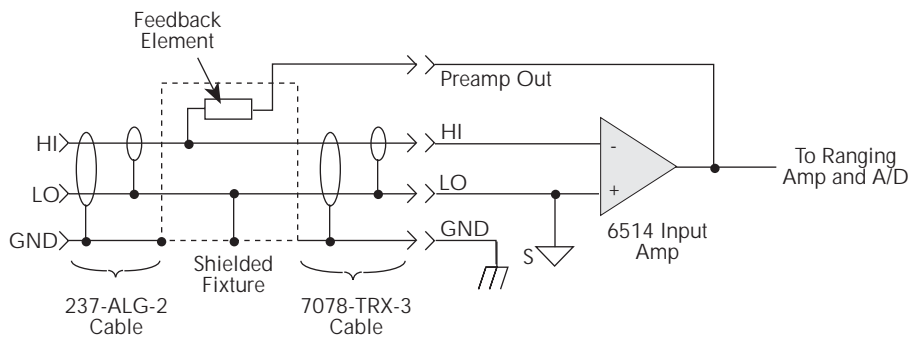 Feedback
Element
Preamp Out
HI
HI
-
LO
LO
+
To Ranging
Amp and A/D
GND
GND
S
6514 Input
Amp
Shielded
Fixture
237-ALG-2
Cable
7078-TRX-3
Cable